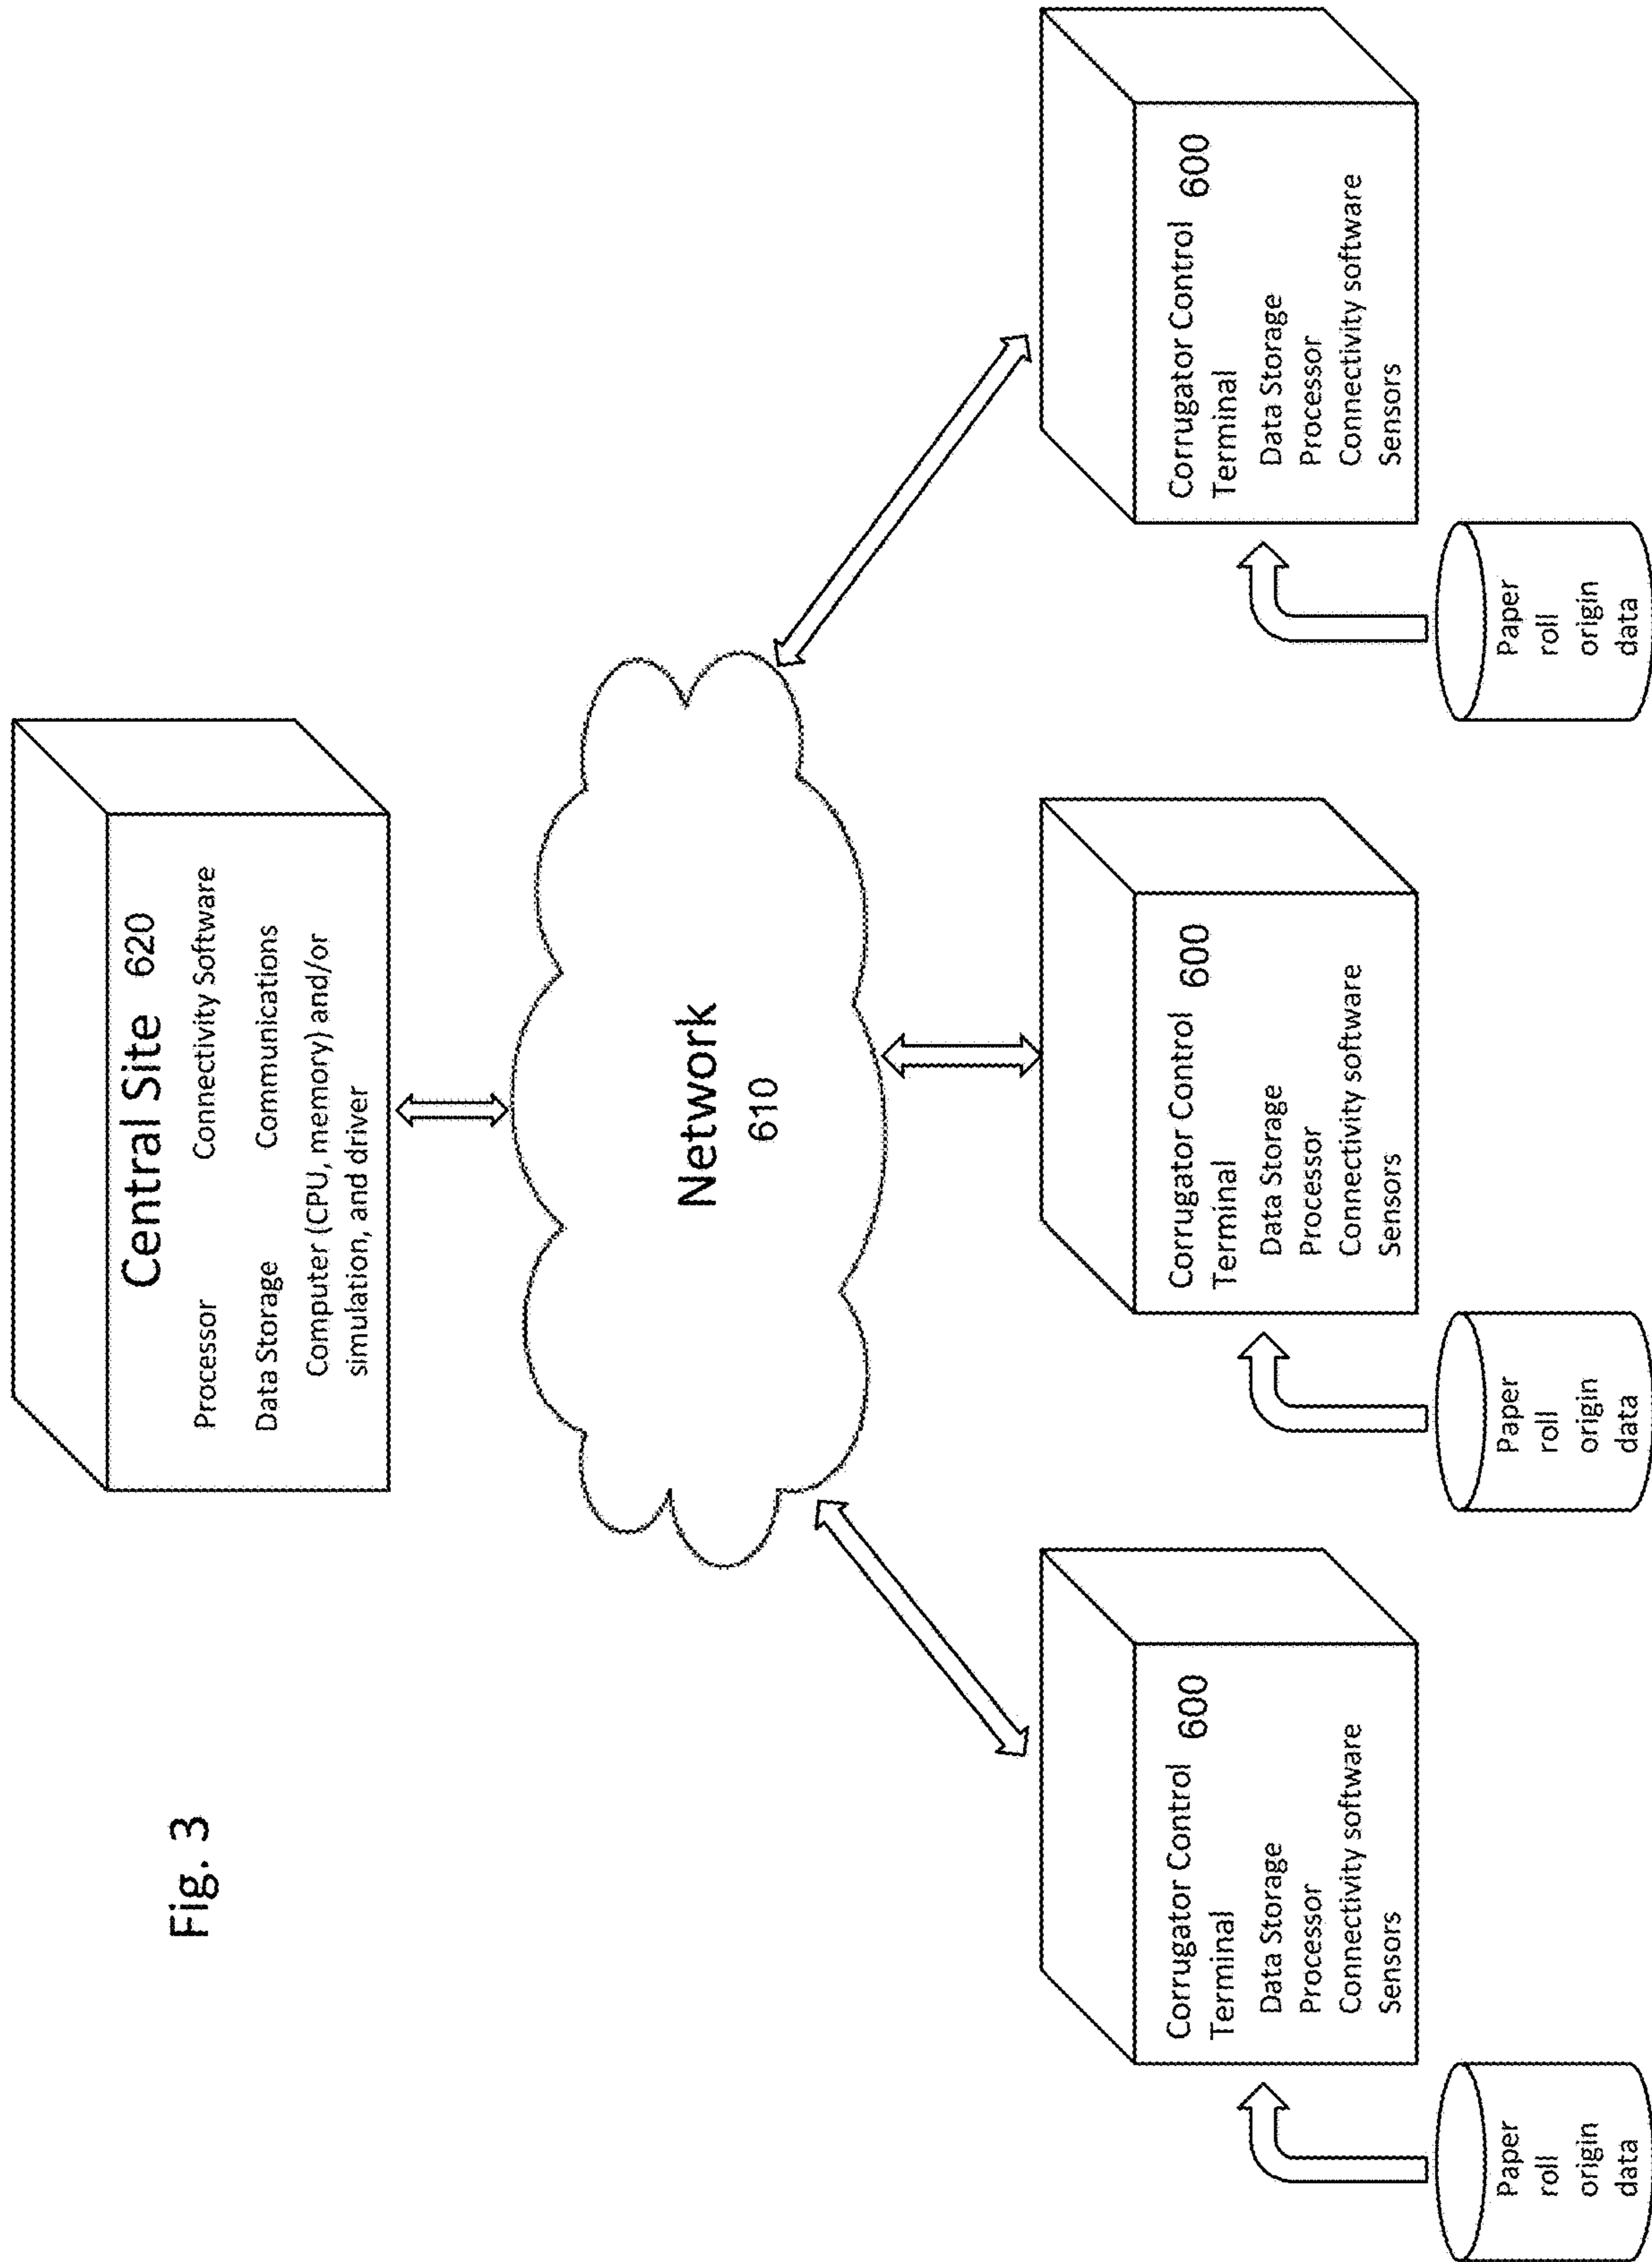 Fig. 3
Central Site 620
Processor Connectivity Software
Data Storage Communications
Computer (CPU, memory) and/or
simulation, and driver
Network
610
Corrugator Control 600
Terminal
Data Storage
Processor
Connectivity software
Sensors
Paper
roll
origin
data
Corrugator Control 600
Terminal
Data Storage
Processor
Connectivity software
Sensors
Paper
roll
origin
data
Corrugator Control 600
Terminal
Data Storage
Processor
Connectivity software
Sensors
Paper
roll
origin
data